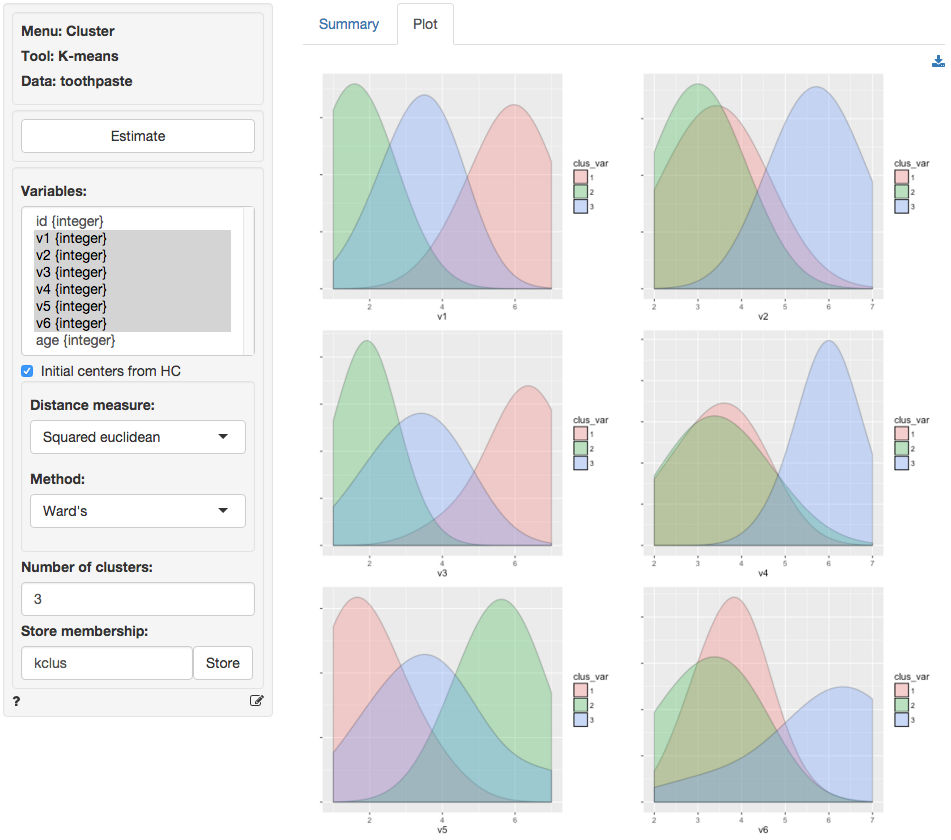 Menu: Cluster
Tool: K-means
Data: toothpaste
Estimate
Variables:
id {integer}
v1 {integer}
v2 {integer}
v3 {integer}
v4 {integer}
v5 {integer}
v6 {integer}
age {integer}
Initial centers from HC
Distance measure:
Squared euclidean
Method:
Ward's
Number of clusters:
3
Store membership:
kclus Store
?
Summary Plot
clus_var
1
2
3
2 4 6
v1
clus_var
1
2
3
2 3 4 5 6 7
v2
clus_var
1
2
3
2 4 6
v3
clus_var
1
2
3
2 3 4 5 6 7
v4
clus_var
1
2
3
2 4 6
v5
clus_var
1
2
3
2 3 4 5 6 7
v6